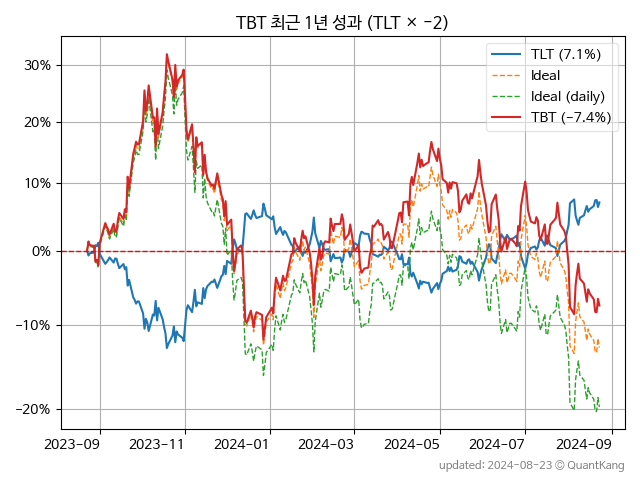 TBT 최근 1년 성과 (TLT × −2)
TLT (7.1%)
Ideal
Ideal (daily)
TBT (−7.4%)
30%
20%
10%
0%
−10%
−20%
2023-09 2023-11 2024-01 2024-03 2024-05 2024-07 2024-09
updated: 2024-08-23 ⓒ QuantKang